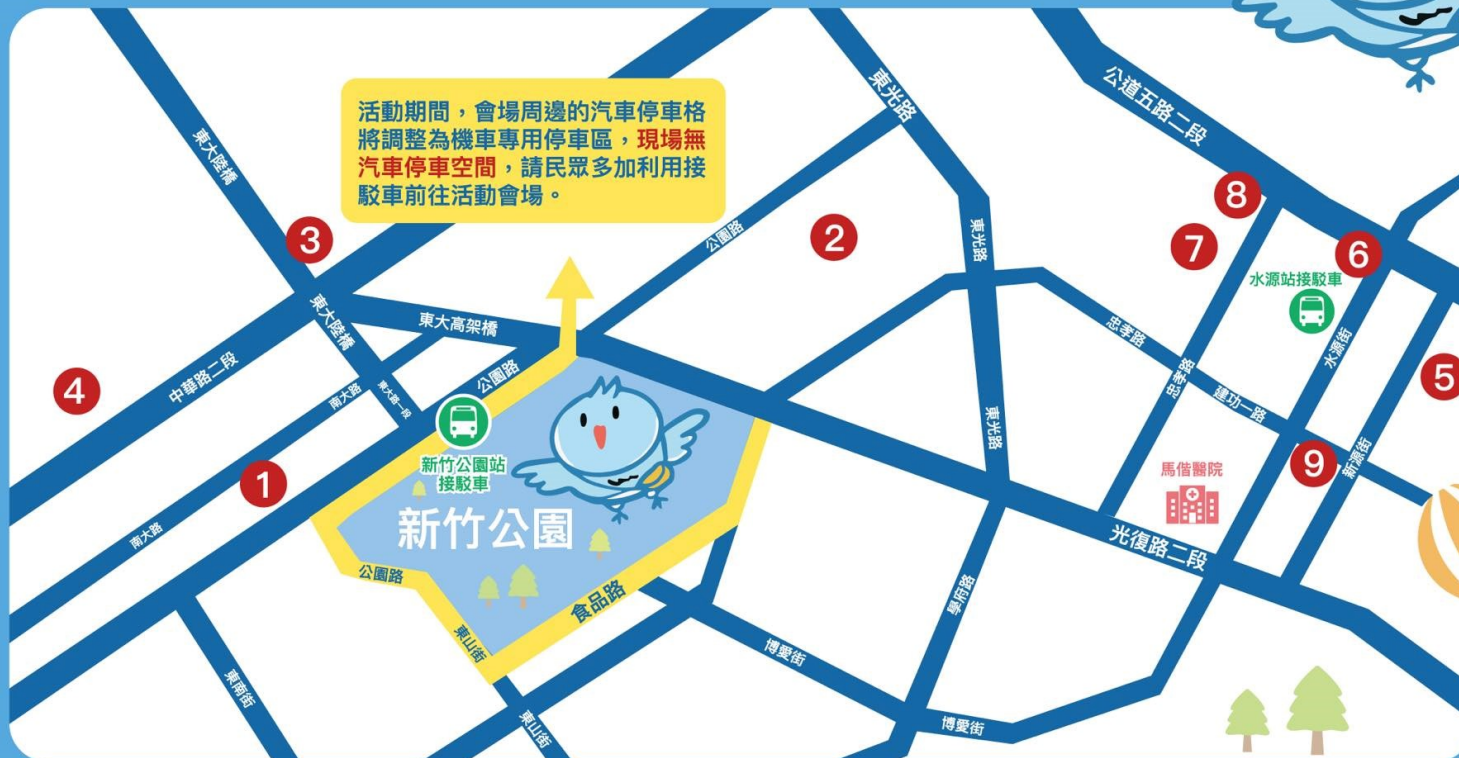 活動期間，會場周邊的汽車停車格
將調整為機車專用停車區，現場無
汽車停車空間，請民眾多加利用接
駁車前往活動會場。
東大陸橋
東光路
公道五路二段
3
公園路
2
東光路
8
7
6
水源站接駁車
東大陸橋
東大高架橋
忠孝路
水源街
4
中華路二段
南大路
東大路一段
公園路
忠孝路
建功一路
5
新竹公園站
接駁車
東光路
1
馬偕醫院
9
新源街
南大路
新竹公園
光復路二段
公園路
食品路
學府路
東山街
博愛街
東南街
東山街
博愛街